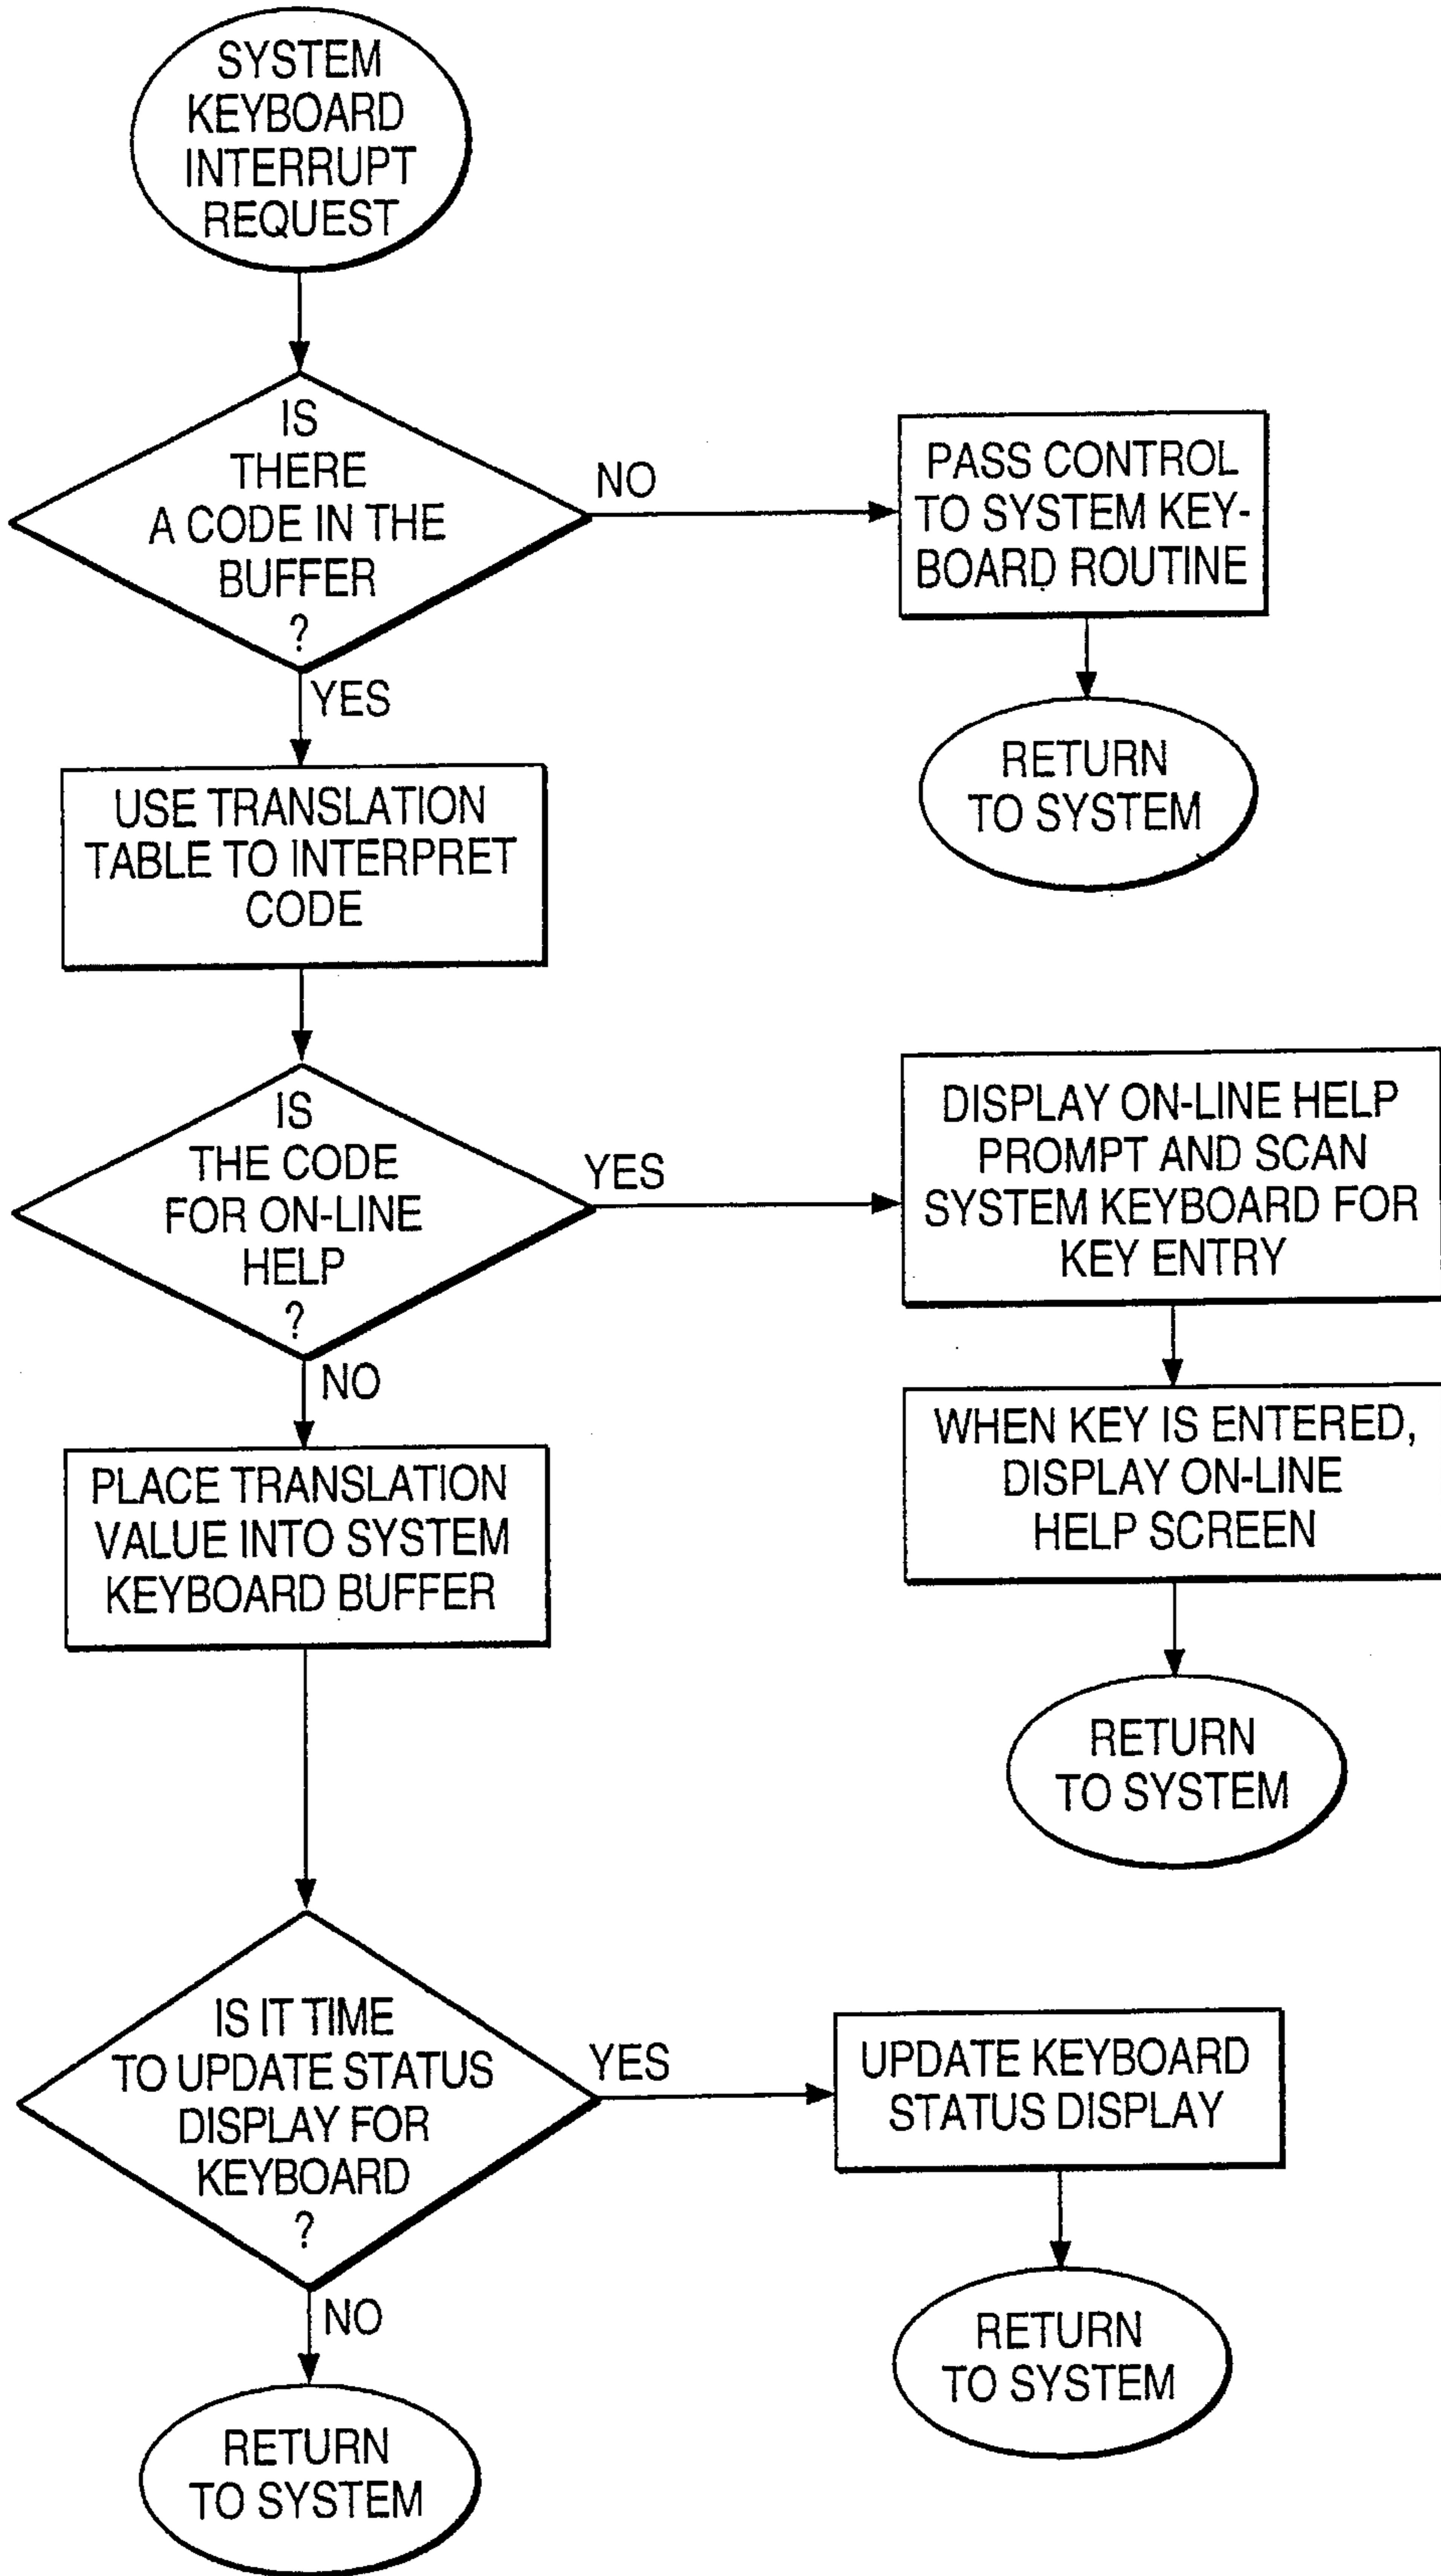 SYSTEM
KEYBOARD
INTERRUPT
REQUEST
IS
THERE
A CODE IN THE
BUFFER
?
NO
PASS CONTROL
TO SYSTEM KEY-
BOARD ROUTINE
RETURN
TO SYSTEM
YES
USE TRANSLATION
TABLE TO INTERPRET
CODE
IS
THE CODE
FOR ON-LINE
HELP
?
YES
DISPLAY ON-LINE HELP
PROMPT AND SCAN
SYSTEM KEYBOARD FOR
KEY ENTRY
WHEN KEY IS ENTERED,
DISPLAY ON-LINE
HELP SCREEN
RETURN
TO SYSTEM
NO
PLACE TRANSLATION
VALUE INTO SYSTEM
KEYBOARD BUFFER
IS IT TIME
TO UPDATE STATUS
DISPLAY FOR
KEYBOARD
?
YES
UPDATE KEYBOARD
STATUS DISPLAY
RETURN
TO SYSTEM
NO
RETURN
TO SYSTEM